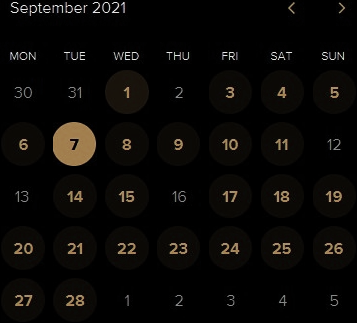 September 2021
MON TUE WED THU FRI SAT SUN
30 31 1 2 3 4 5
6 7 8 9 10 11 12
13 14 15 16 17 18 19
20 21 22 23 24 25 26
27 28 1 2 3 4 5